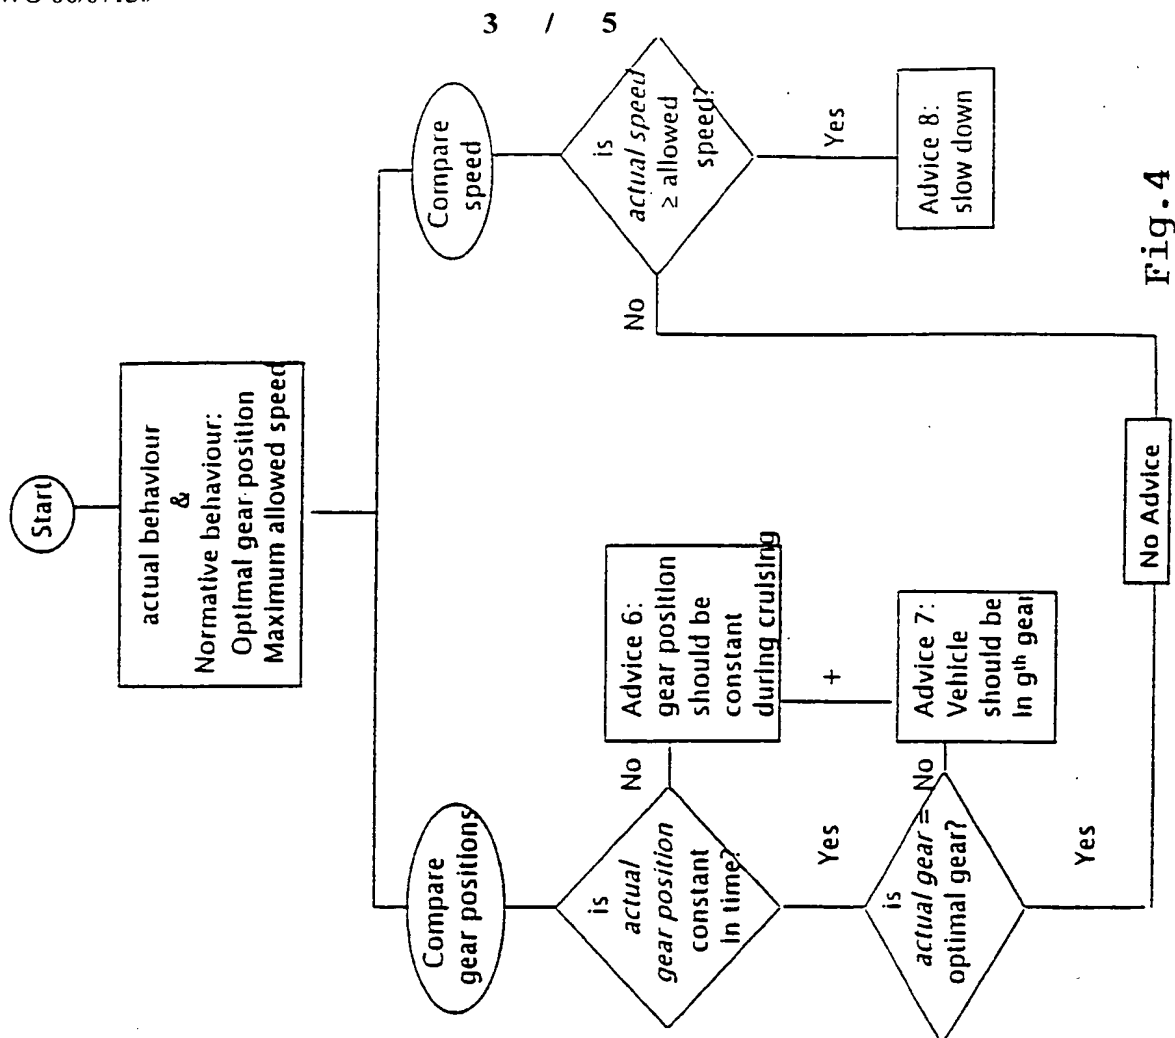 3 / 5
Start
actual behaviour
&
Normative behaviour:
Optimal gear position
Maximum allowed speed
Compare
gear positions
is
actual
gear position
constant
in time?
No
Advice 6:
gear position
should be
constant
during cruising
+
Yes
is
actual gear =
optimal gear?
No
Advice 7:
Vehicle
should be
in gth gear
Yes
No Advice
Compare
speed
is
actual speed
≥ allowed
speed?
Yes
Advice 8:
slow down
No
Fig.4